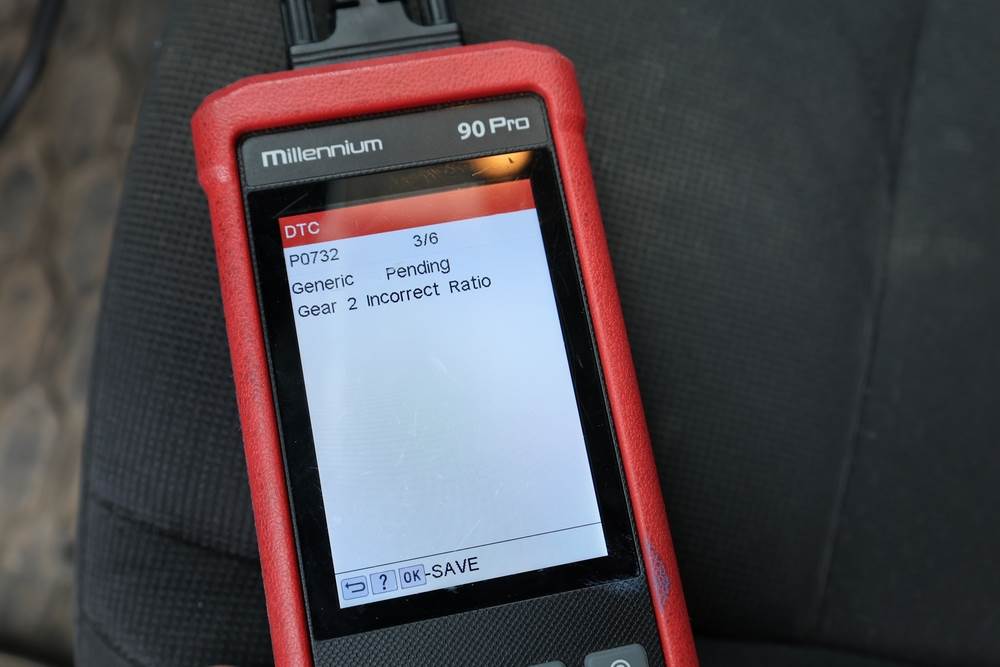 Millennium 90 Pro
DTC
P0732 3/6
Generic Pending
Gear 2 Incorrect Ratio
? OK-SAVE